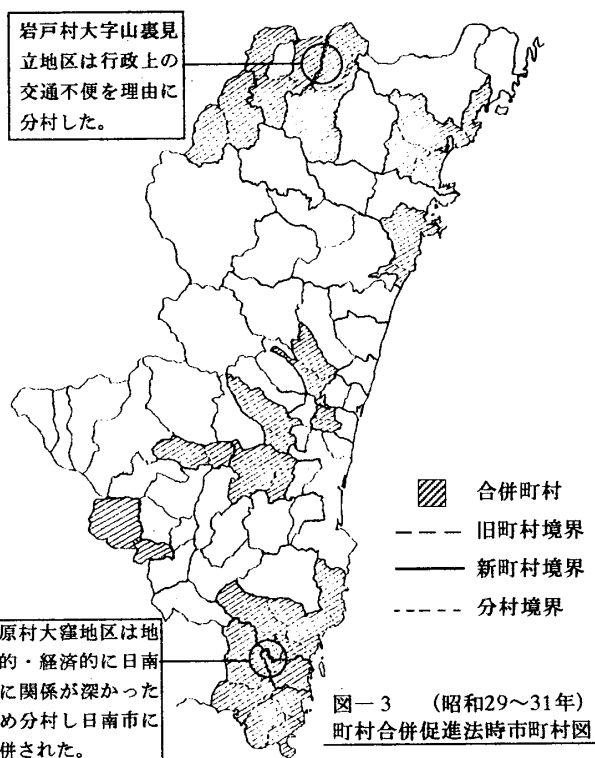 岩戸村大字山裏見
立地区は行政上の
交通不便を理由に
分村した。
合併町村
旧町村境界
新町村境界
分村境界
原村大窪地区は地
的・経済的に日南
に関係が深かった
め分村し日南市に
併された。
図―3 （昭和29～31年）
町村合併促進法時市町村図